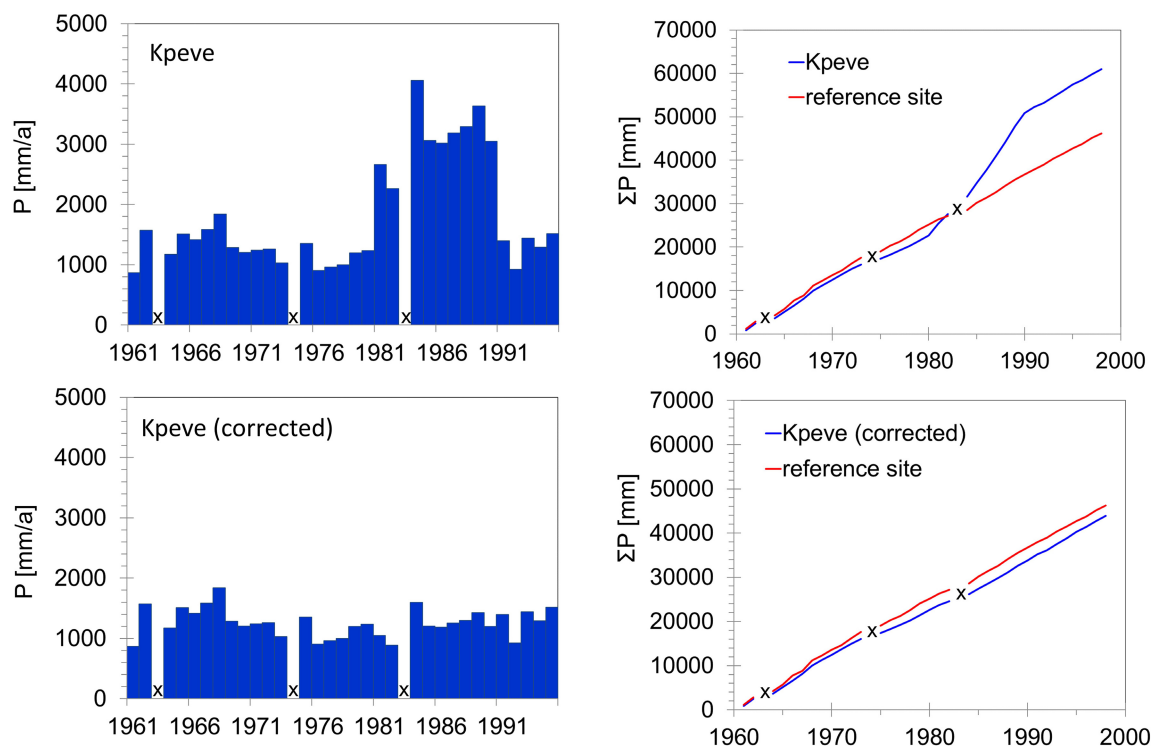 5000
4000
3000
2000
1000
0
P [mm/a]
Kpeve
x x x
1961 1966 1971 1976 1981 1986 1991
70000
60000
50000
40000
30000
20000
10000
0
ΣP [mm]
Kpeve
reference site
x x x
1960 1970 1980 1990 2000
5000
4000
3000
2000
1000
0
P [mm/a]
Kpeve (corrected)
x x x
1961 1966 1971 1976 1981 1986 1991
70000
60000
50000
40000
30000
20000
10000
0
ΣP [mm]
Kpeve (corrected)
reference site
x x x
1960 1970 1980 1990 2000